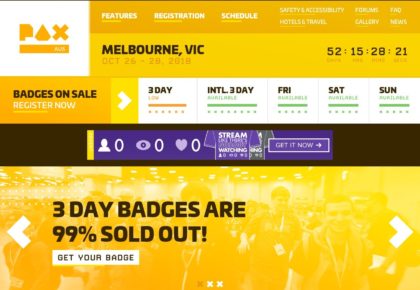 PAX
AUS
FEATURES REGISTRATION SCHEDULE
SAFETY & ACCESSIBILITY FORUMS FAQ
HOTELS & TRAVEL GALLERY NEWS
MELBOURNE, VIC
OCT 26 - 28, 2018
52:15:28:21
DAYS HRS MINS SECS
BADGES ON SALE
REGISTER NOW
3 DAY
LOW
INTL. 3 DAY
AVAILABLE
FRI
AVAILABLE
SAT
AVAILABLE
SUN
AVAILABLE
0 0 0
STREAM
LIKE THERE'S
WATCHING
GET IT NOW
3 DAY BADGES ARE
99% SOLD OUT!
GET YOUR BADGE